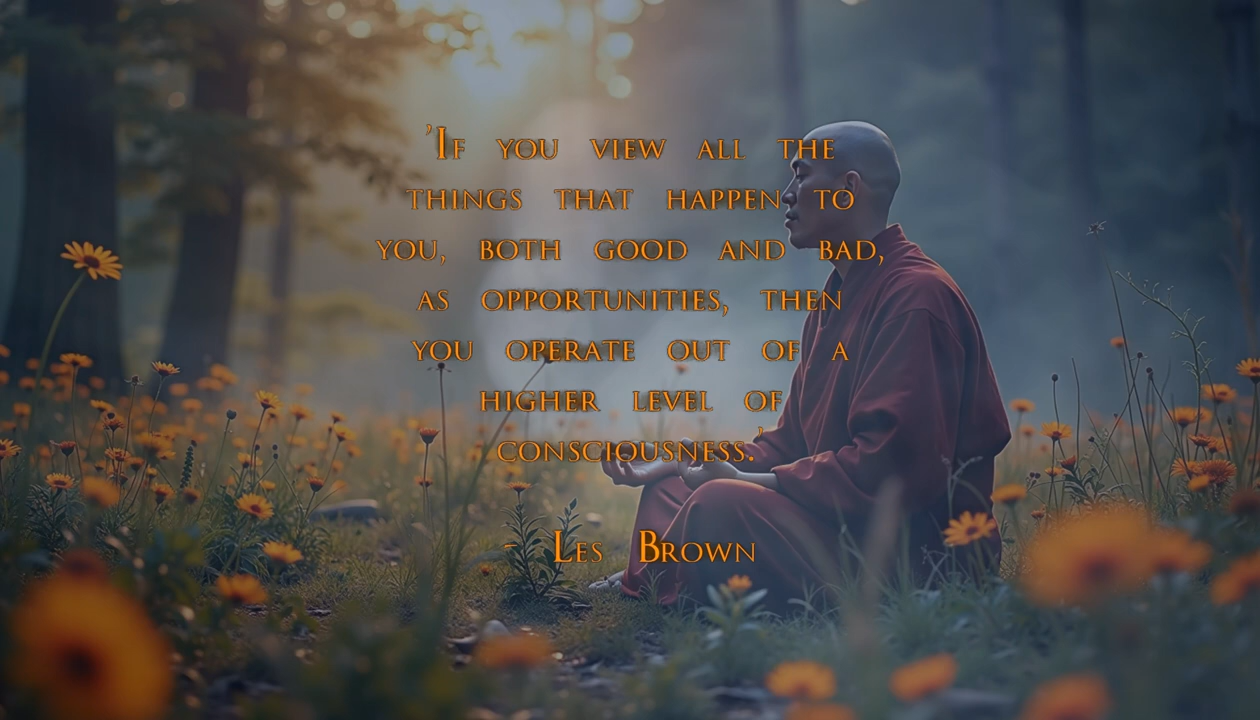 'If you view all the
things that happen to
you, both good and bad,
as opportunities, then
you operate out of a
higher level of
consciousness.'
- Les Brown